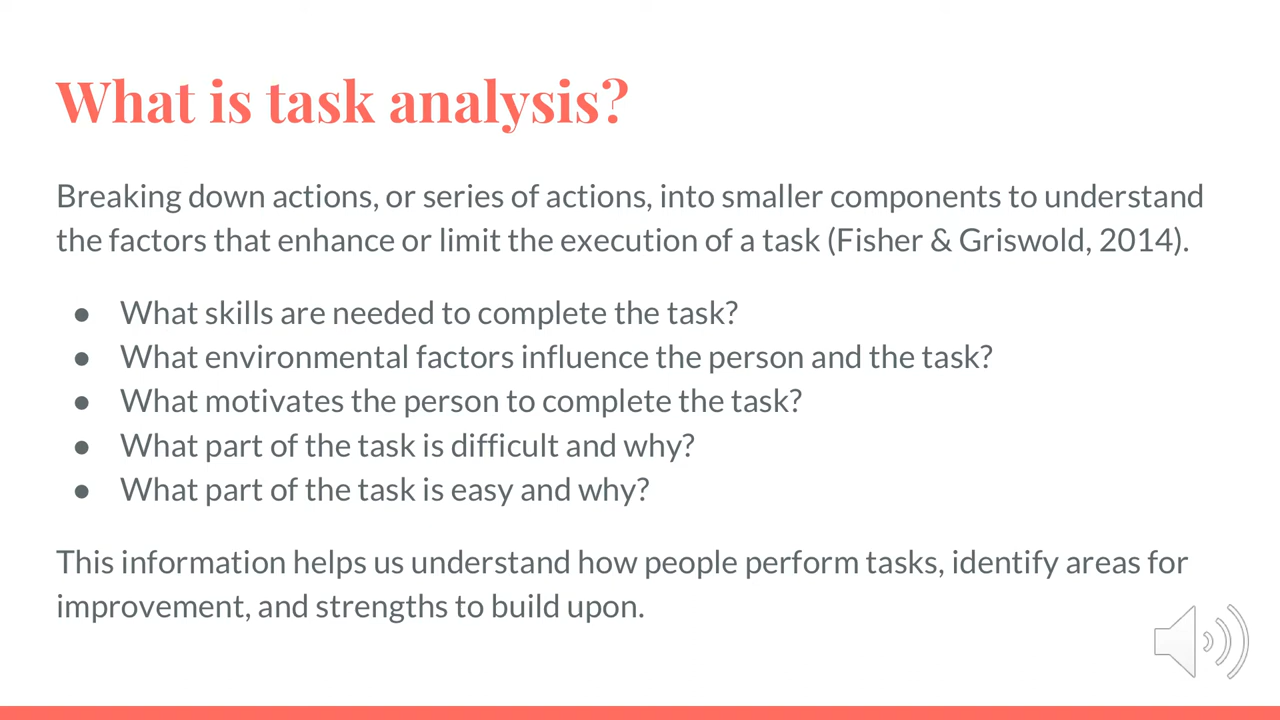 What is task analysis?
Breaking down actions, or series of actions, into smaller components to understand
the factors that enhance or limit the execution of a task (Fisher & Griswold, 2014).
● What skills are needed to complete the task?
● What environmental factors influence the person and the task?
● What motivates the person to complete the task?
● What part of the task is difficult and why?
● What part of the task is easy and why?
This information helps us understand how people perform tasks, identify areas for
improvement, and strengths to build upon.